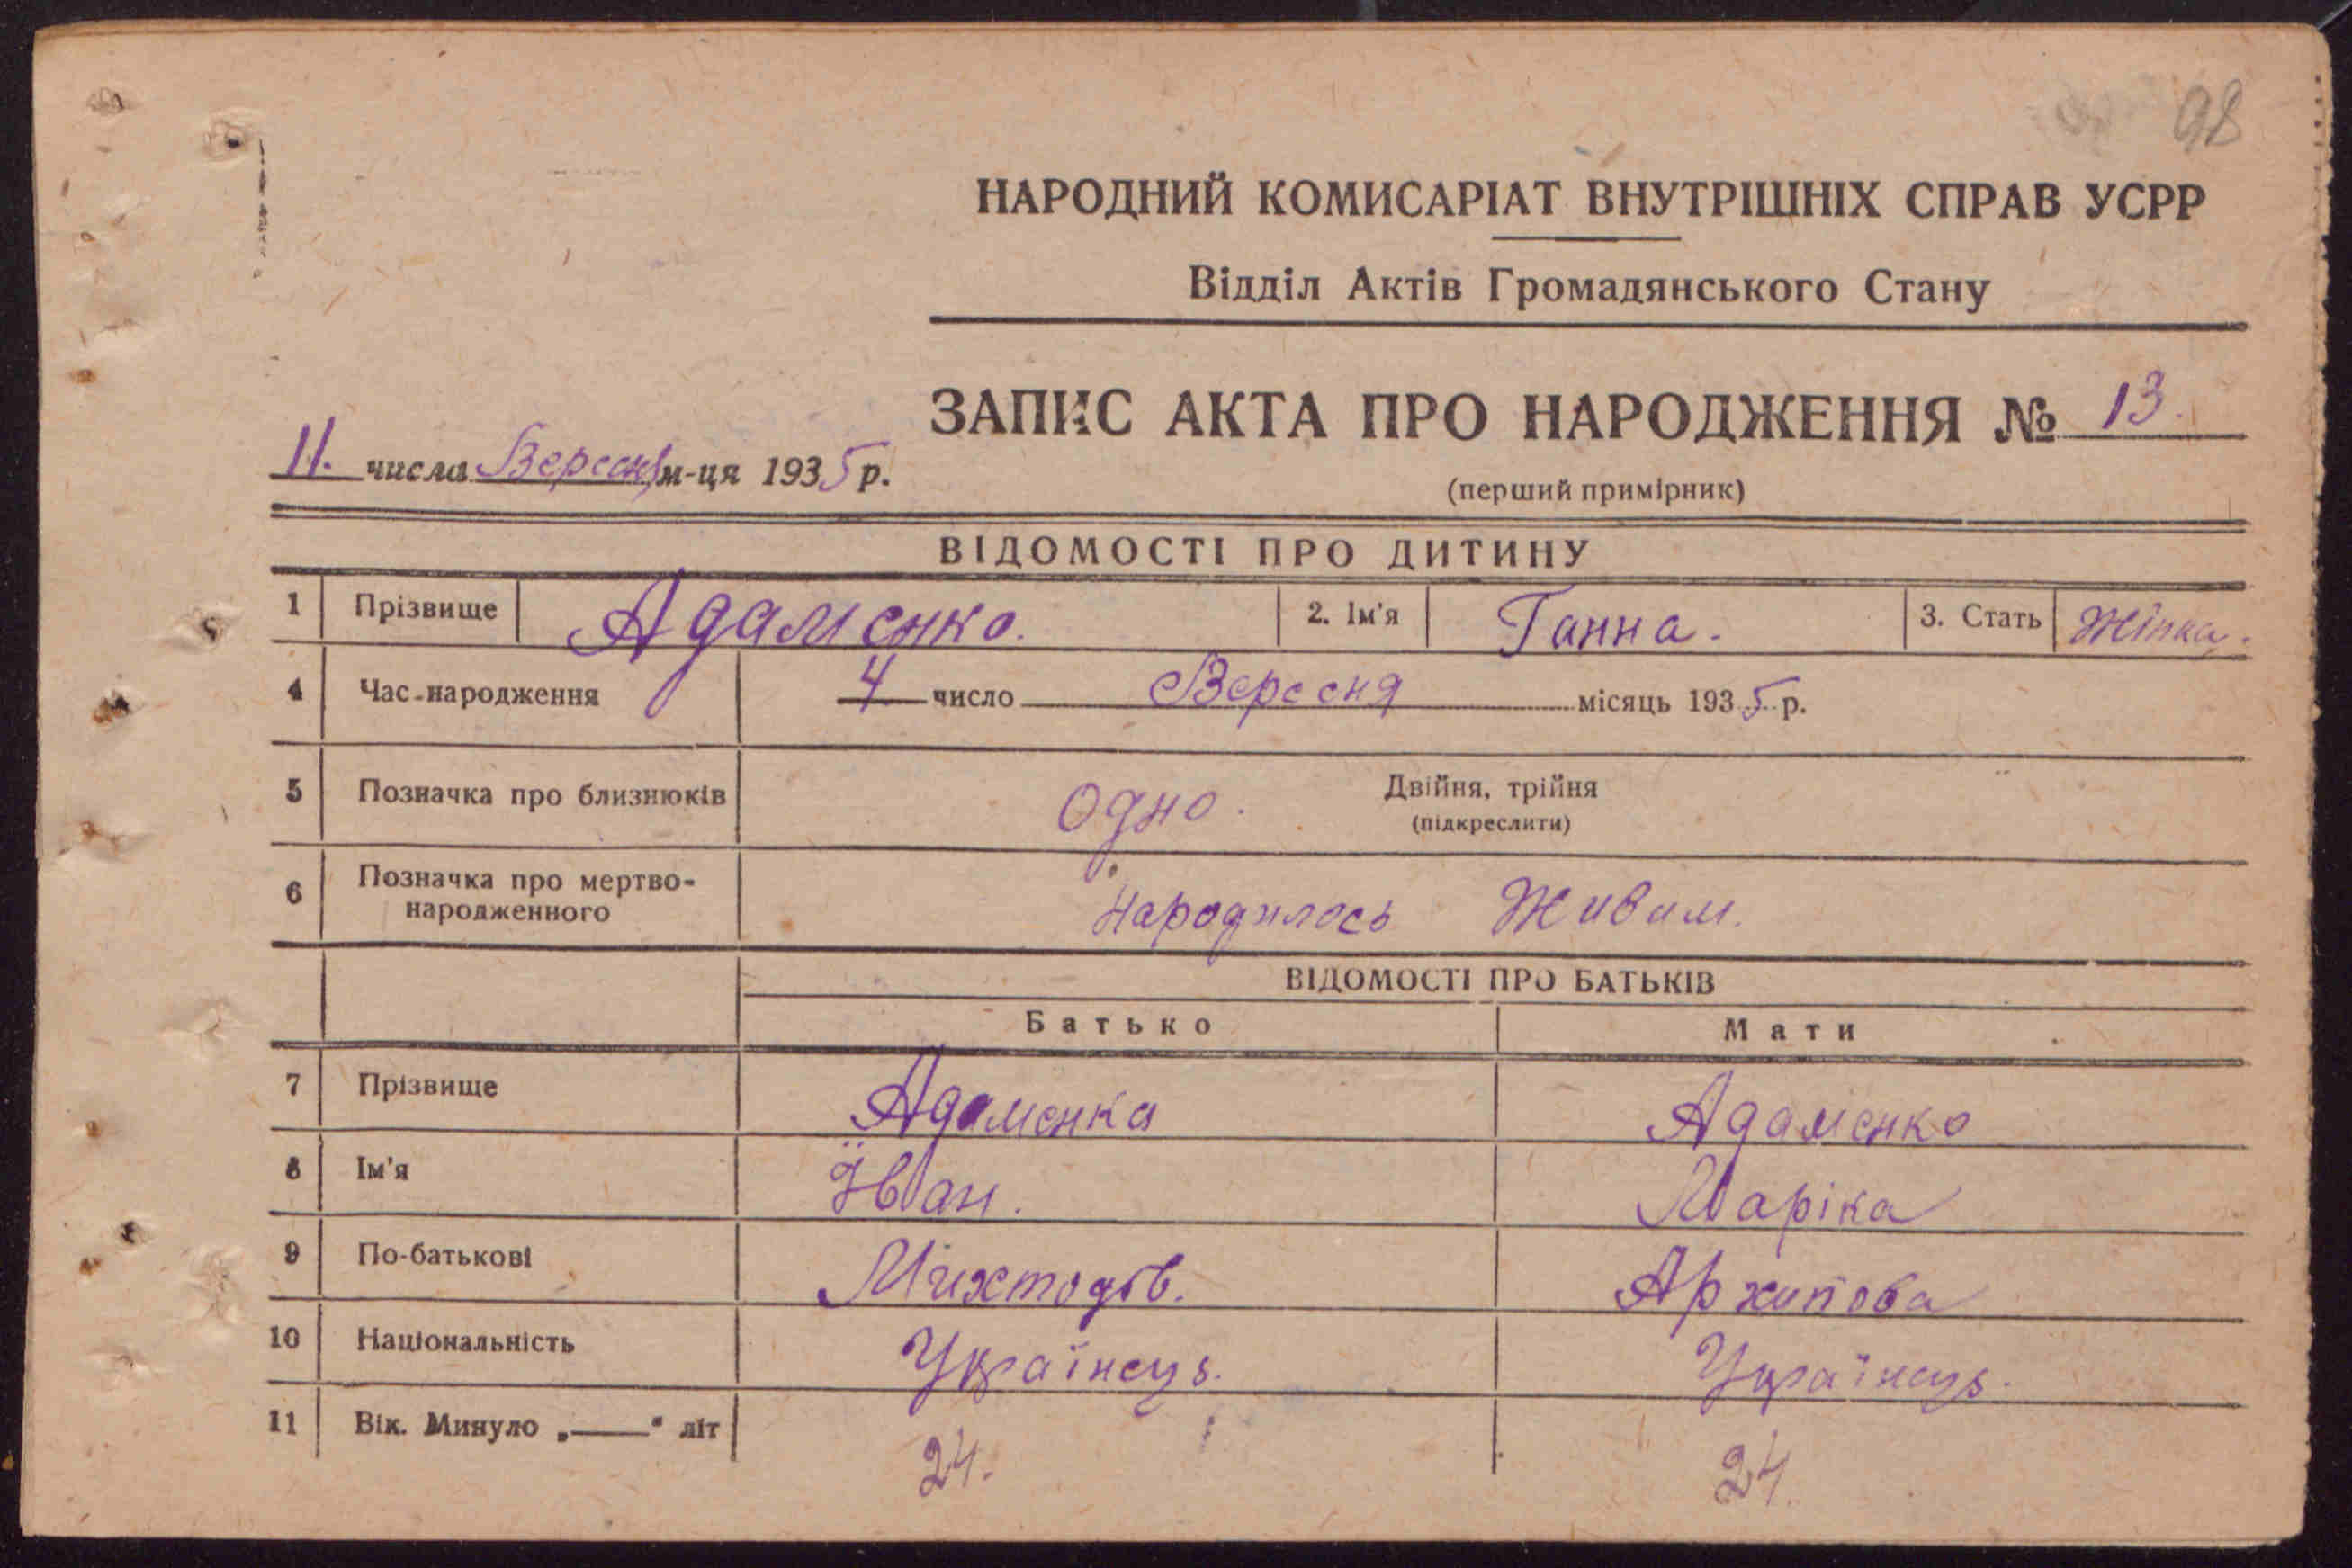 98
НАРОДНИЙ КОМИСАРІАТ ВНУТРІШНІХ СПРАВ УСРР
Відділ Актів Громадянського Стану
ЗАПИС АКТА ПРО НАРОДЖЕННЯ № 13.
11. числа Вересня м-ця 1935 р.
(перший примірник)
ВІДОМОСТІ ПРО ДИТИНУ
1 Прізвище Адаменко. 2. Ім'я Ганна. 3. Стать Жінка.
4 Час народження 4 число Вересня місяць 1935 р.
5 Позначка про близнюків Одно. Двійня, трійня
(підкреслити)
6 Позначка про мертво-
народженного Народилось Живим.
ВІДОМОСТІ ПРО БАТЬКІВ
Батько Мати
7 Прізвище Адаменка Адаменко
8 Ім'я Їван. Маріка
9 По-батькові Михтодів. Архипова
10 Національність Українець. Українець.
11 Вік. Минуло „——" літ 24. 24.